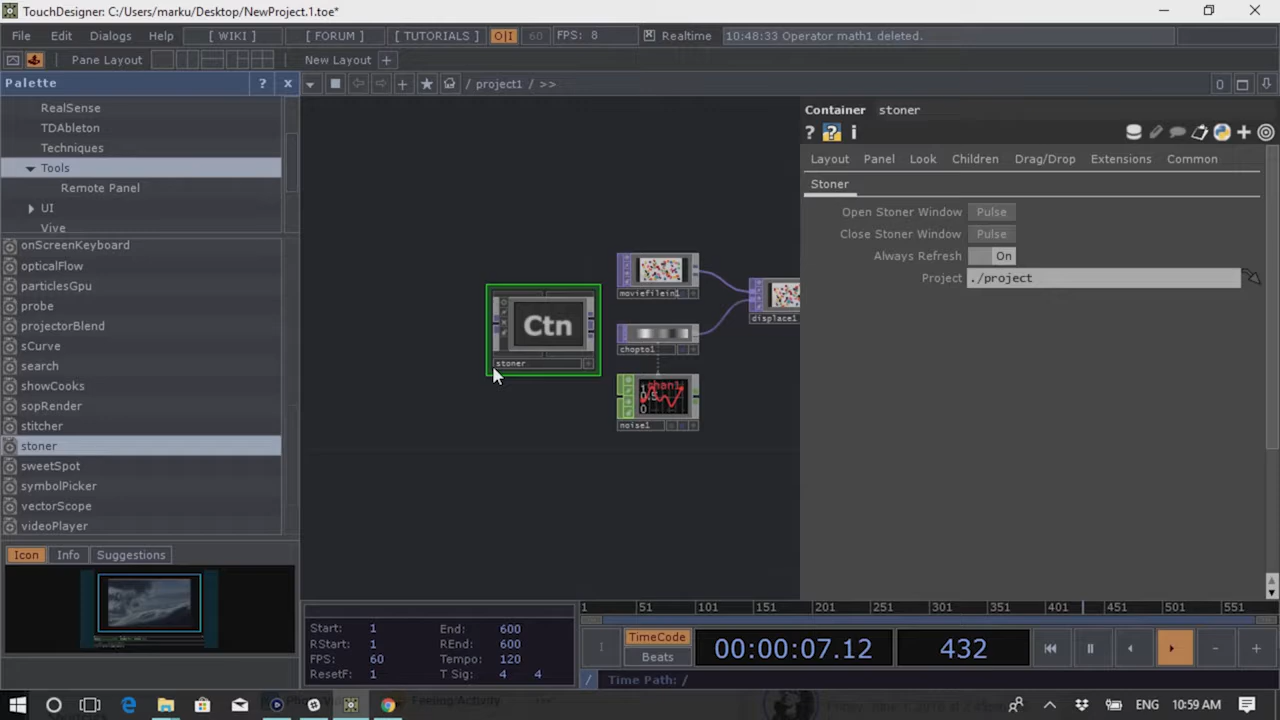 TouchDesigner: C:/Users/marku/Desktop/NewProject.1.toe*
File Edit Dialogs Help [ WIKI ] [ FORUM ] [ TUTORIALS ] O|I 60 FPS: 8 Realtime 10:48:33 Operator math1 deleted.
Pane Layout New Layout +
Palette ? x / project1 / >> 0
RealSense
TDAbleton
Techniques
Tools
Remote Panel
UI
Vive
onScreenKeyboard
opticalFlow
particlesGpu
probe
projectorBlend
sCurve
search
showCooks
sopRender
stitcher
stoner
sweetSpot
symbolPicker
vectorScope
videoPlayer
Icon Info Suggestions
Ctn
stoner
moviefilein1
chopto1
chan1
noise1
displace1
Container stoner
? ? i
Layout Panel Look Children Drag/Drop Extensions Common
Stoner
Open Stoner Window Pulse
Close Stoner Window Pulse
Always Refresh On
Project ./project
1 51 101 151 201 251 301 351 401 451 501 551
Start: 1 End: 600
RStart: 1 REnd: 600
FPS: 60 Tempo: 120
ResetF: 1 T Sig: 4 4
TimeCode
Beats
00:00:07.12 432
/ Time Path: /
ENG 10:59 AM